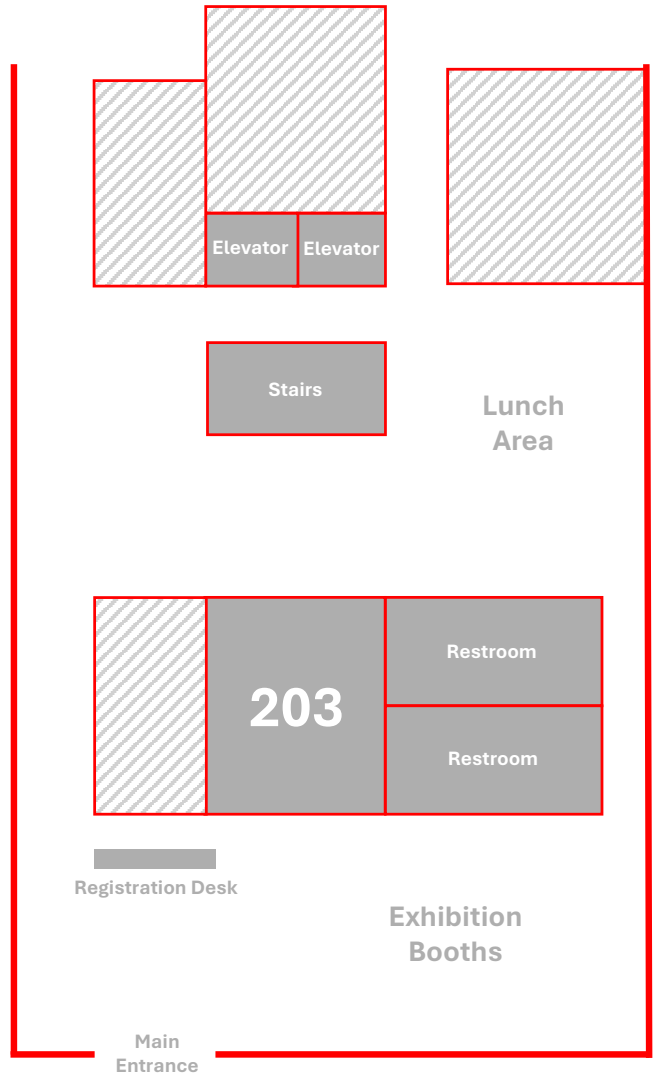 Elevator
Elevator
Stairs
Lunch
Area
203
Restroom
Restroom
Registration Desk
Exhibition
Booths
Main
Entrance